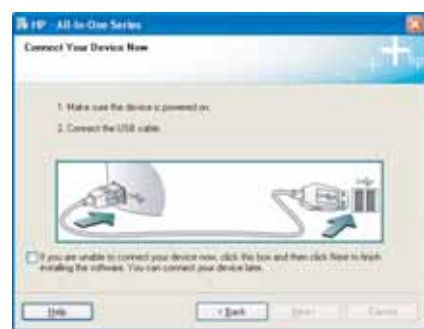 HP - All-In-One Series
Connect Your Device Now
hp
1. Make sure the device is powered on.
2. Connect the USB cable.
If you are unable to connect your device now, click this box and then click Next to finish
installing the software. You can connect your device later.
Help
< Back
Next >
Cancel